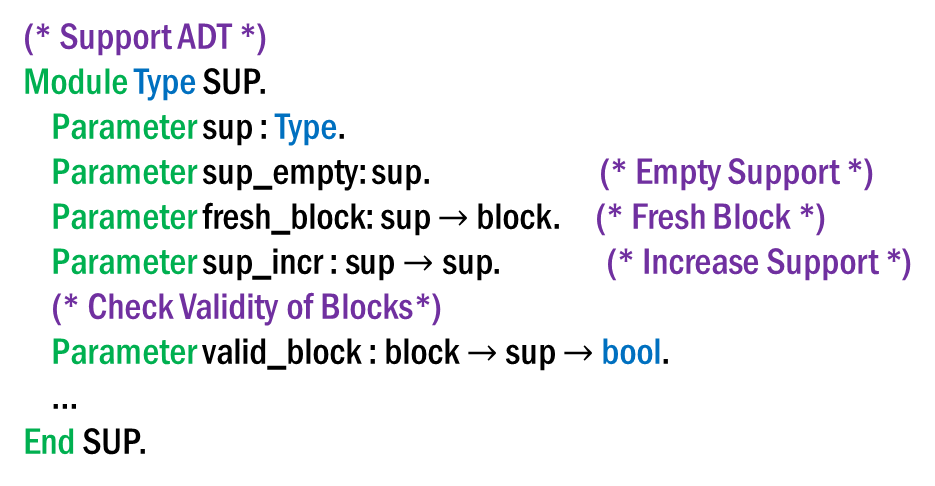 (* Support ADT *)
Module Type SUP.
Parameter sup : Type.
Parameter sup_empty: sup. (* Empty Support *)
Parameter fresh_block: sup → block. (* Fresh Block *)
Parameter sup_incr : sup → sup. (* Increase Support *)
(* Check Validity of Blocks*)
Parameter valid_block : block → sup → bool.
...
End SUP.